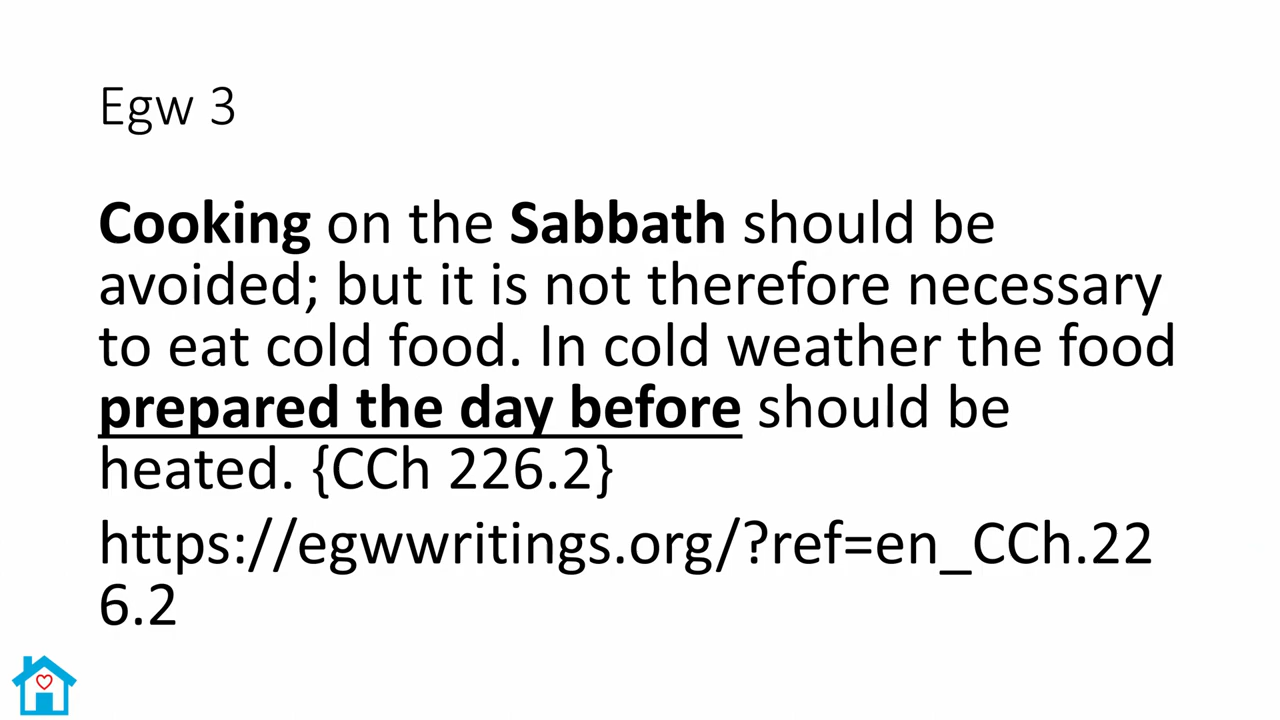 Egw 3
Cooking on the Sabbath should be
avoided; but it is not therefore necessary
to eat cold food. In cold weather the food
prepared the day before should be
heated. {CCh 226.2}
https://egwwritings.org/?ref=en_CCh.22
6.2